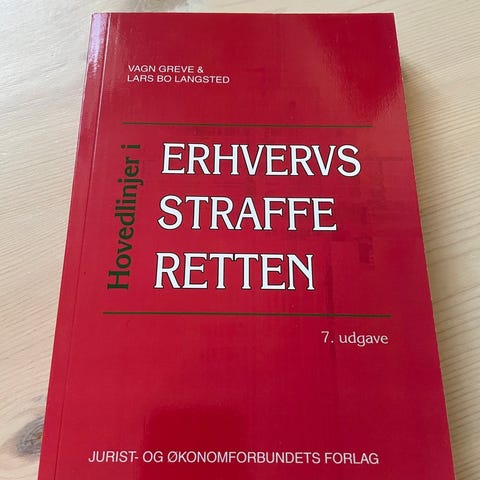 VAGN GREVE &
LARS BO LANGSTED
Hovedlinjer i
ERHVERVS
STRAFFE
RETTEN
7. udgave
JURIST- OG ØKONOMFORBUNDETS FORLAG